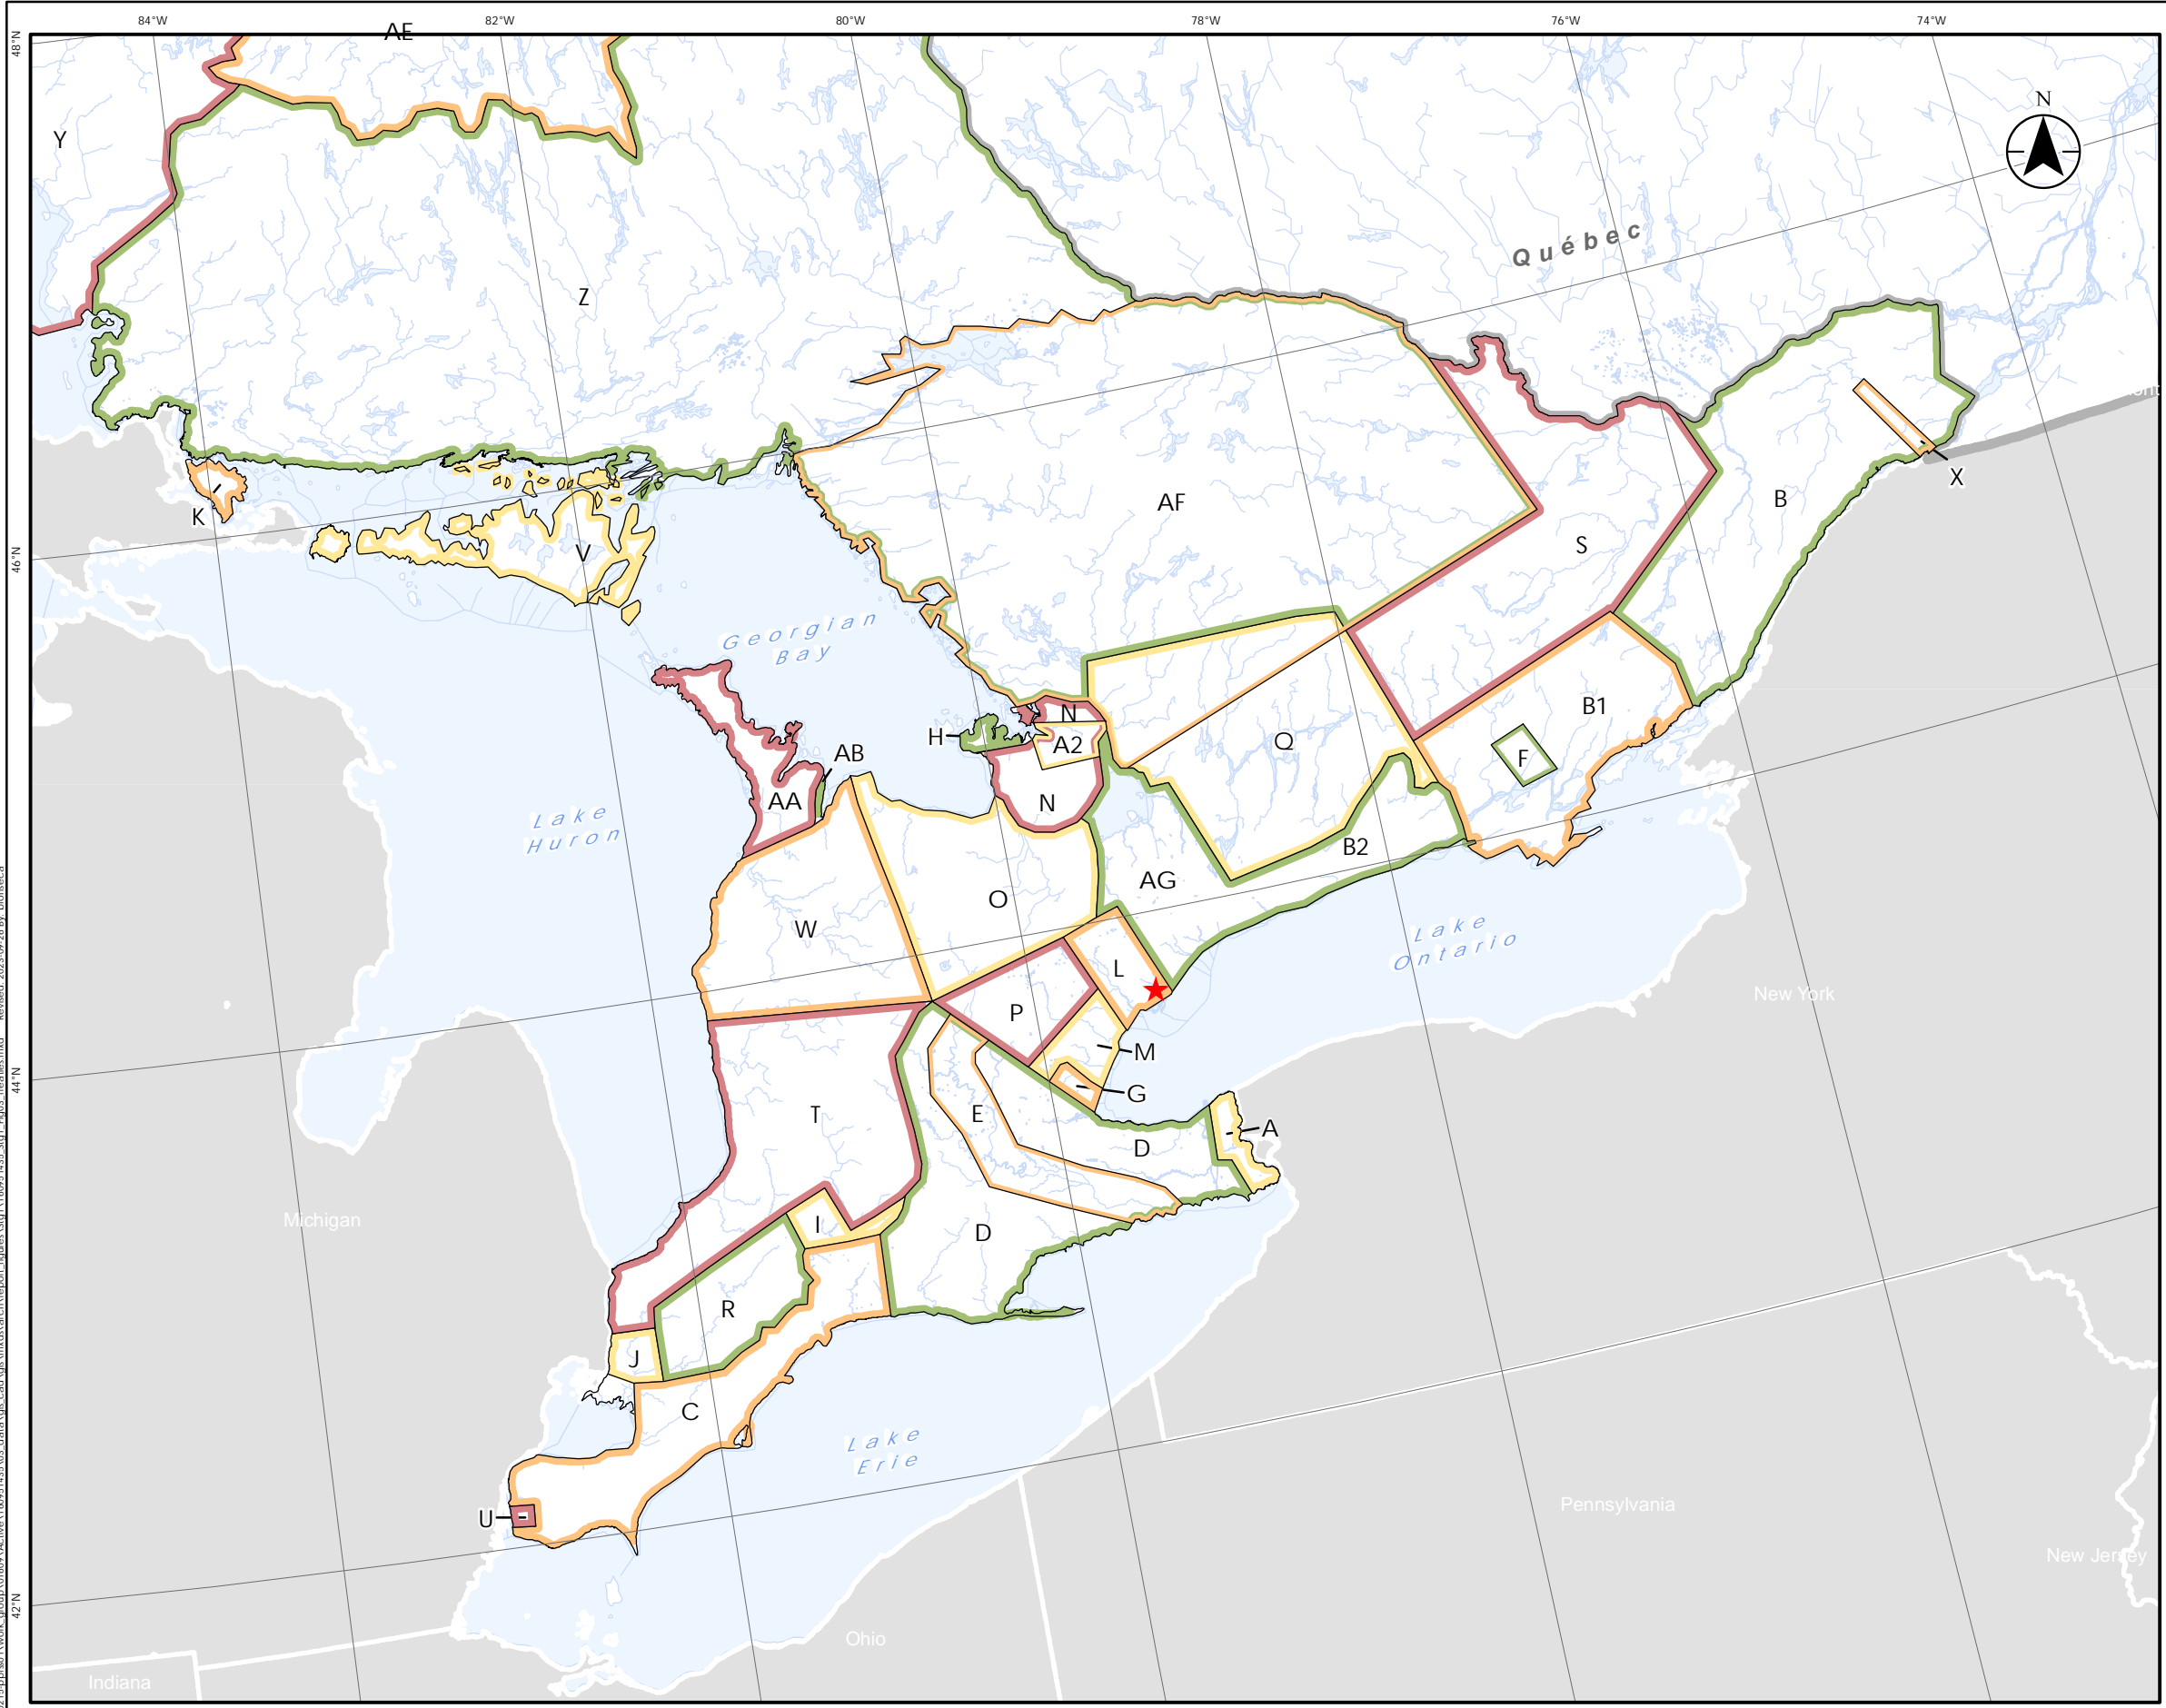 84°W
82°W
80°W
78°W
76°W
74°W
48°N
AE
N
Y
Québec
Z
AF
B
X
K
S
46°N
V
Georgian
Bay
N
B1
H
A2
Q
AB
F
AA
N
Lake
Huron
B2
AG
O
W
Lake
Ontario
L
New York
P
M
44°N
G
T
E
A
D
Michigan
I
D
R
J
C
Lake
Erie
U
Pennsylvania
New Jersey
42°N
Ohio
Indiana